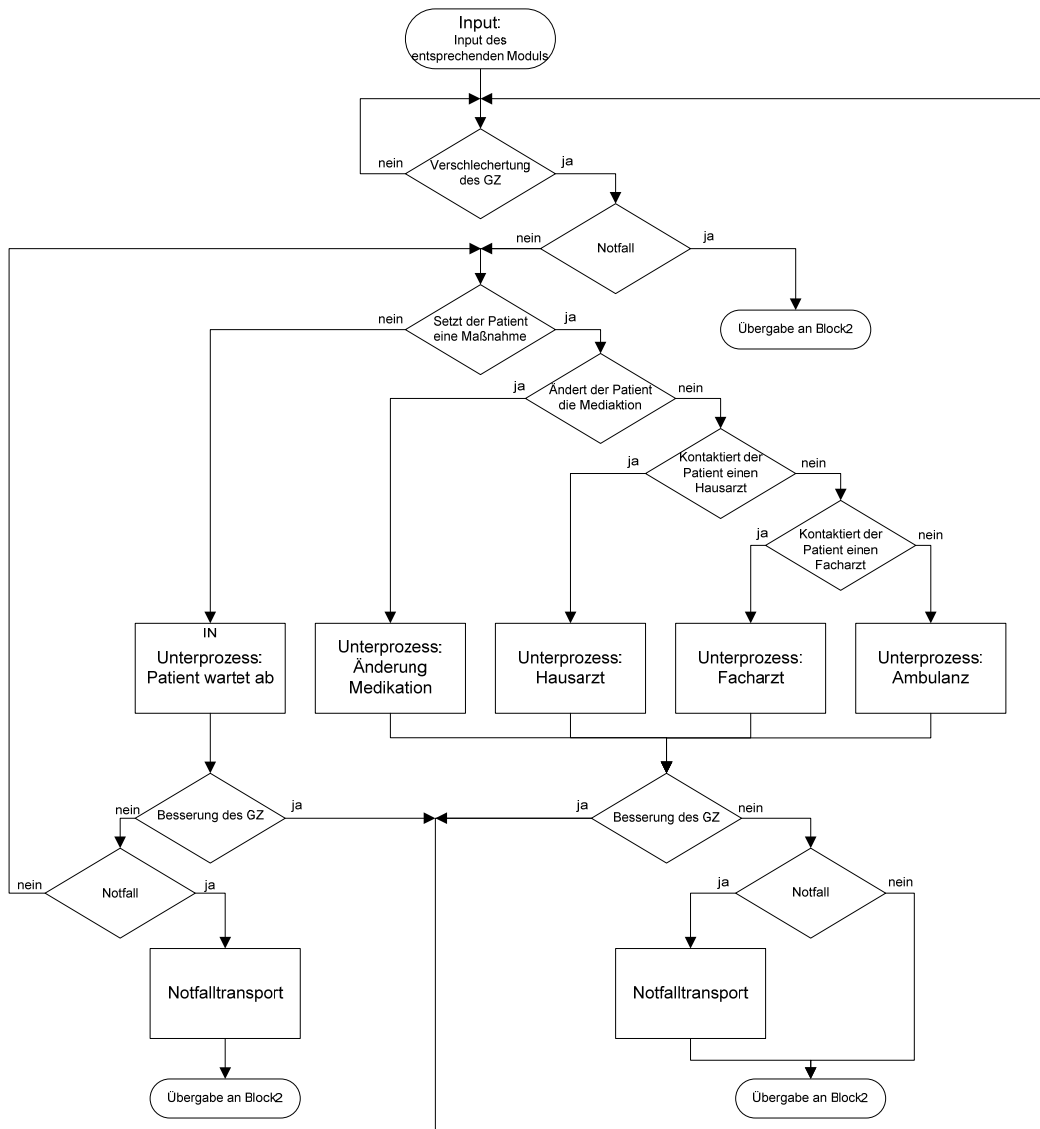 Input:
Input des
entsprechenden Moduls
nein
Verschlechertung
des GZ
ja
nein
Notfall
ja
Übergabe an Block2
nein
Setzt der Patient
eine Maßnahme
ja
ja
Ändert der Patient
die Mediaktion
nein
ja
Kontaktiert der
Patient einen
Hausarzt
nein
ja
Kontaktiert der
Patient einen
Facharzt
nein
IN
Unterprozess:
Patient wartet ab
Unterprozess:
Änderung
Medikation
Unterprozess:
Hausarzt
Unterprozess:
Facharzt
Unterprozess:
Ambulanz
nein
Besserung des GZ
ja
ja
Besserung des GZ
nein
nein
Notfall
ja
ja
Notfall
nein
Notfalltransport
Notfalltransport
Übergabe an Block2
Übergabe an Block2